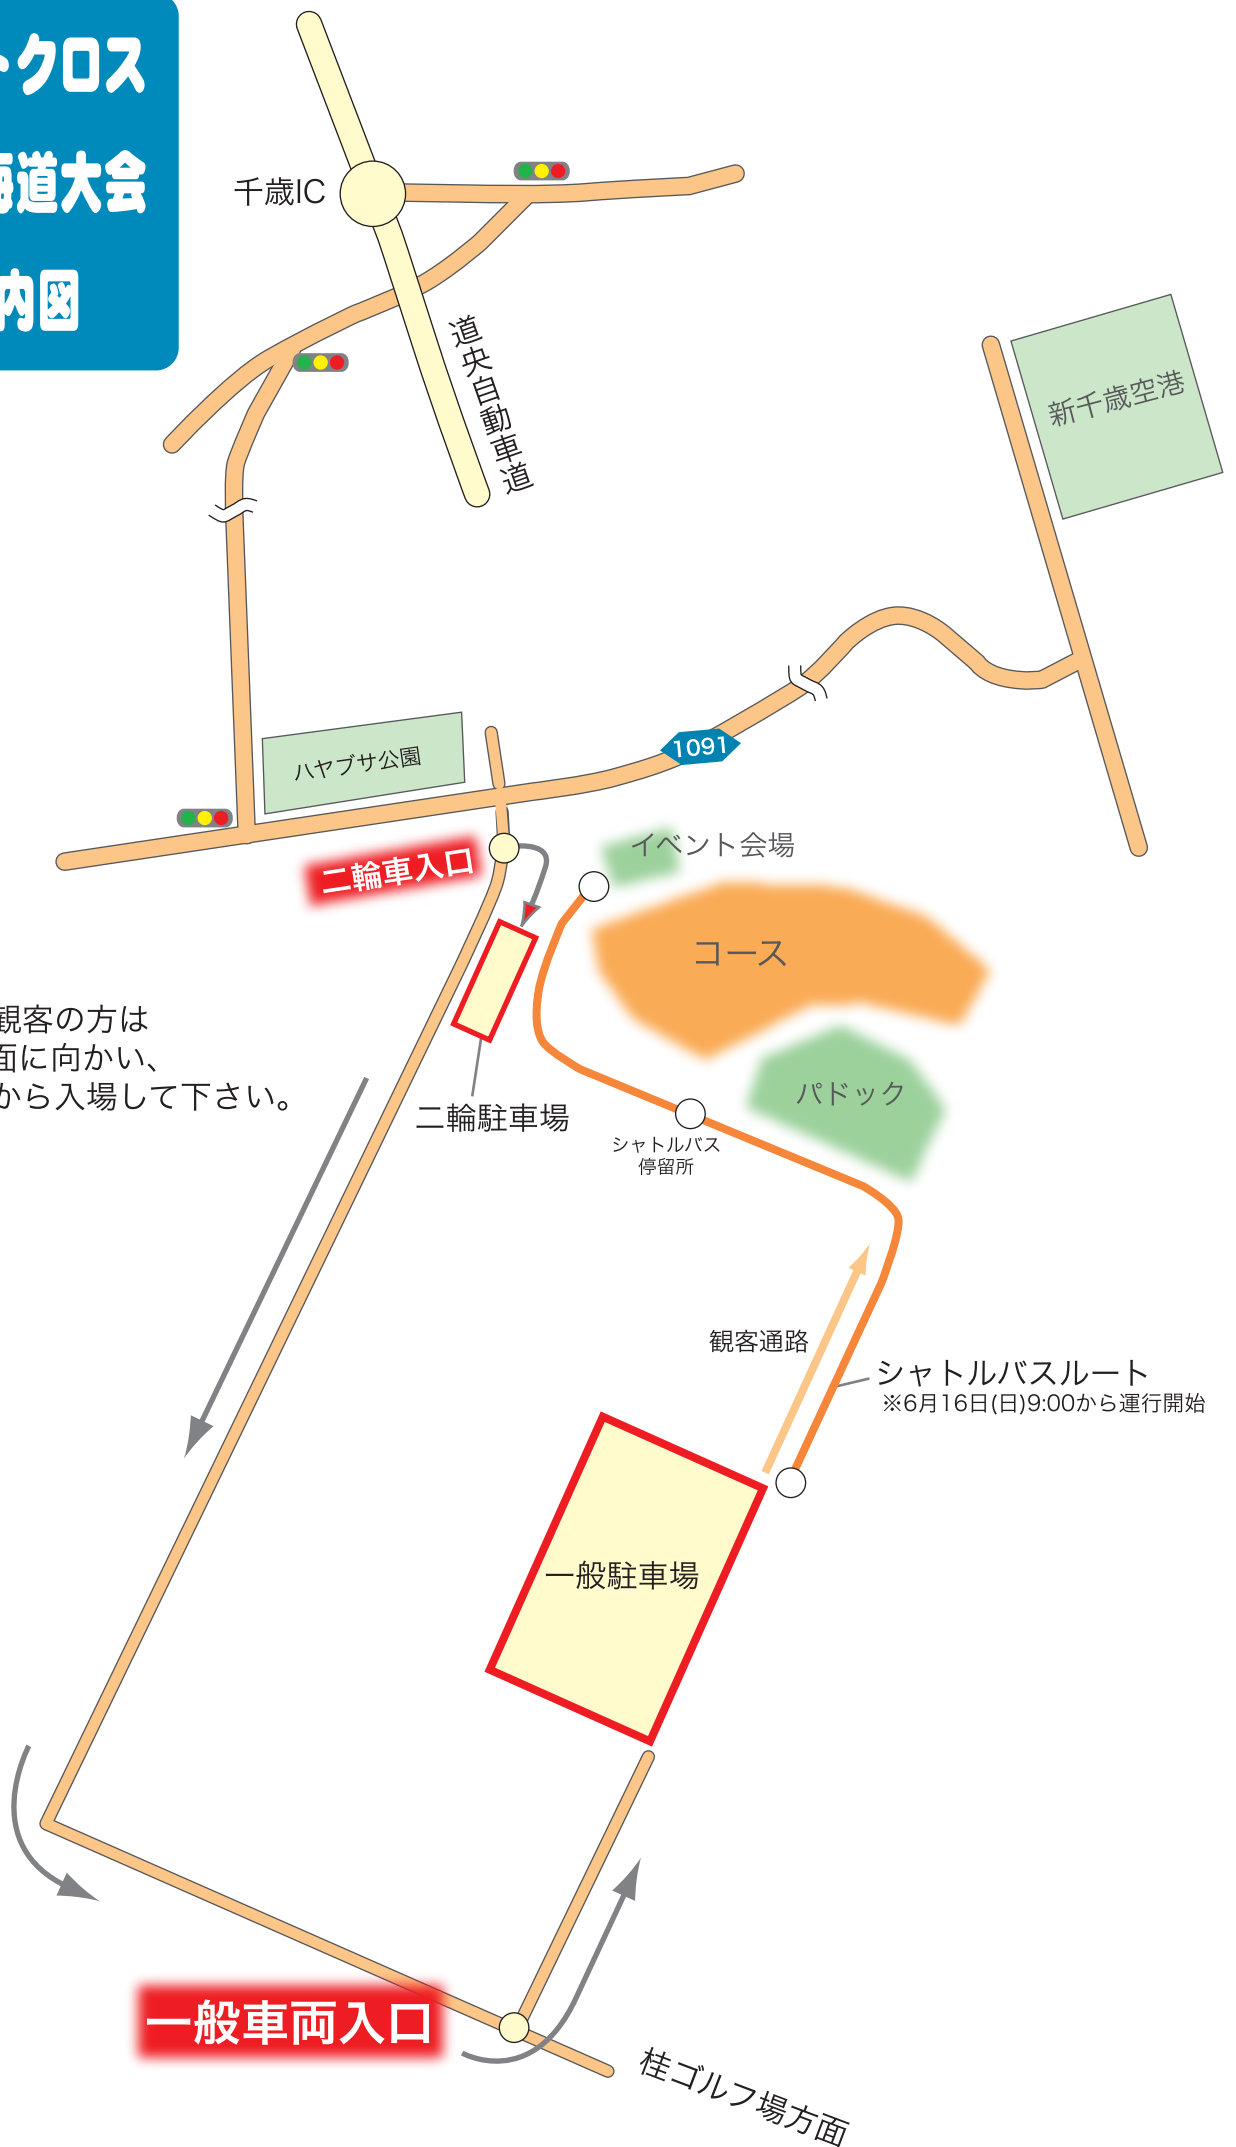 トクロス
海道大会
内図
千歳IC
道央自動車道
新千歳空港
ハヤブサ公園
1091
二輪車入口
イベント会場
コース
観客の方は
面に向かい、
から入場して下さい。
パドック
二輪駐車場
シャトルバス
停留所
観客通路
シャトルバスルート
※6月16日(日)9:00から運行開始
一般駐車場
一般車両入口
桂ゴルフ場方面